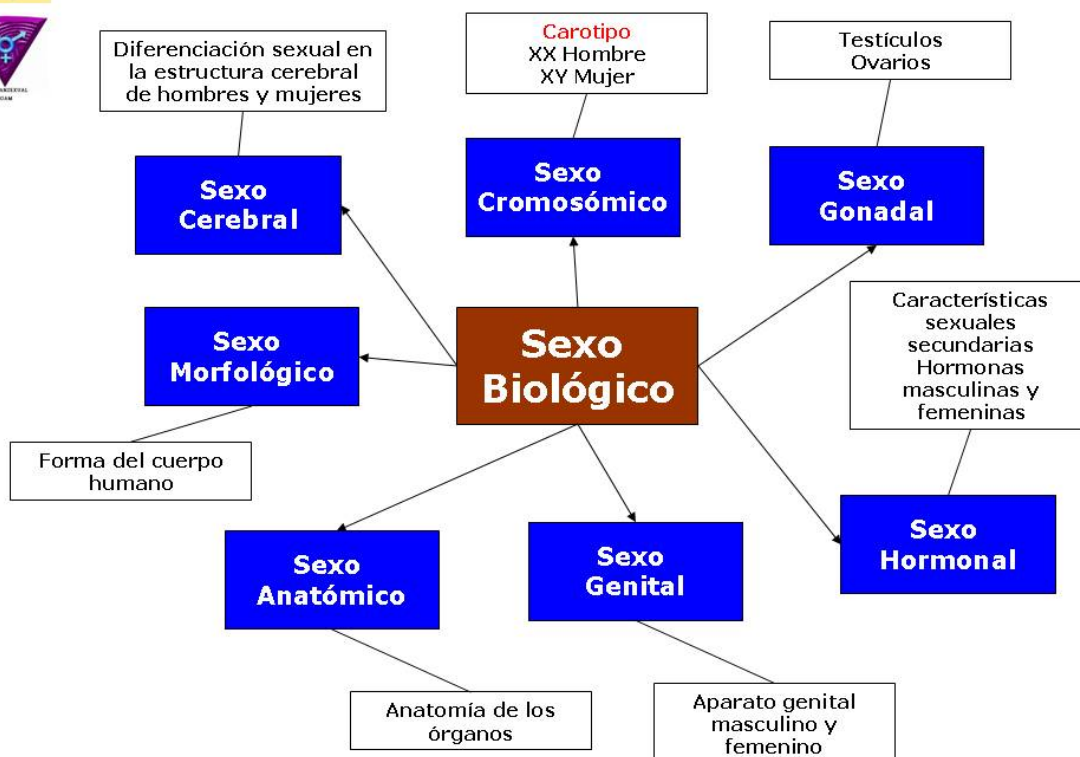 Diferenciación sexual en
la estructura cerebral
de hombres y mujeres
Carotipo
XX Hombre
XY Mujer
Testículos
Ovarios
Sexo
Cerebral
Sexo
Cromosómico
Sexo
Gonadal
Sexo
Morfológico
Sexo
Biológico
Características
sexuales
secundarias
Hormonas
masculinas y
femeninas
Forma del cuerpo
humano
Sexo
Anatómico
Sexo
Genital
Sexo
Hormonal
Anatomía de los
órganos
Aparato genital
masculino y
femenino